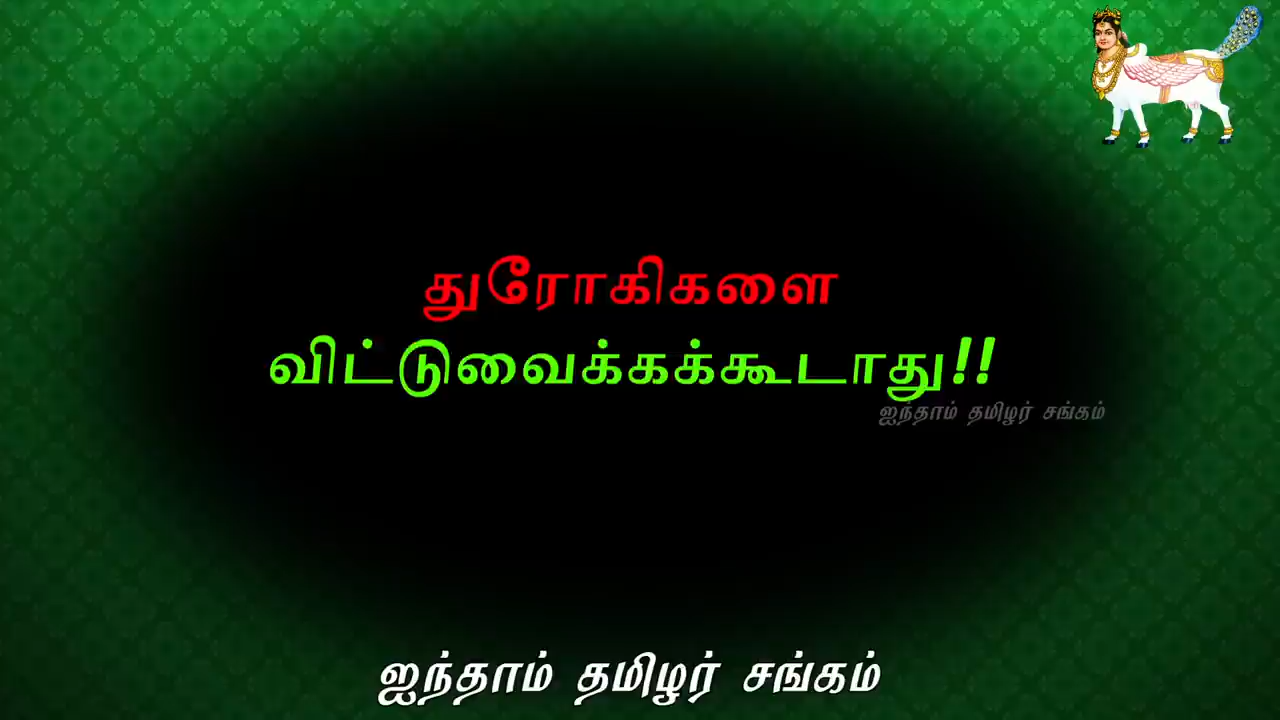 துரோகிகளை
விட்டுவைக்கக்கூடாது!!
ஐந்தாம் தமிழர் சங்கம்
ஐந்தாம் தமிழர் சங்கம்